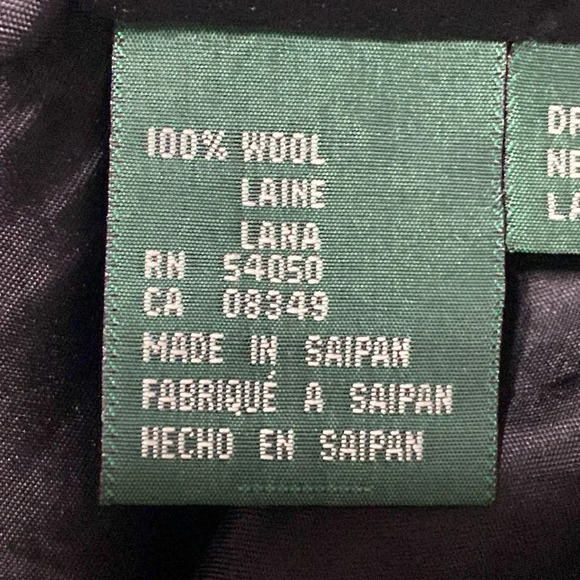 100% WOOL
LAINE
LANA
RN 54050
CA 08349
MADE IN SAIPAN
FABRIQUÉ A SAIPAN
HECHO EN SAIPAN